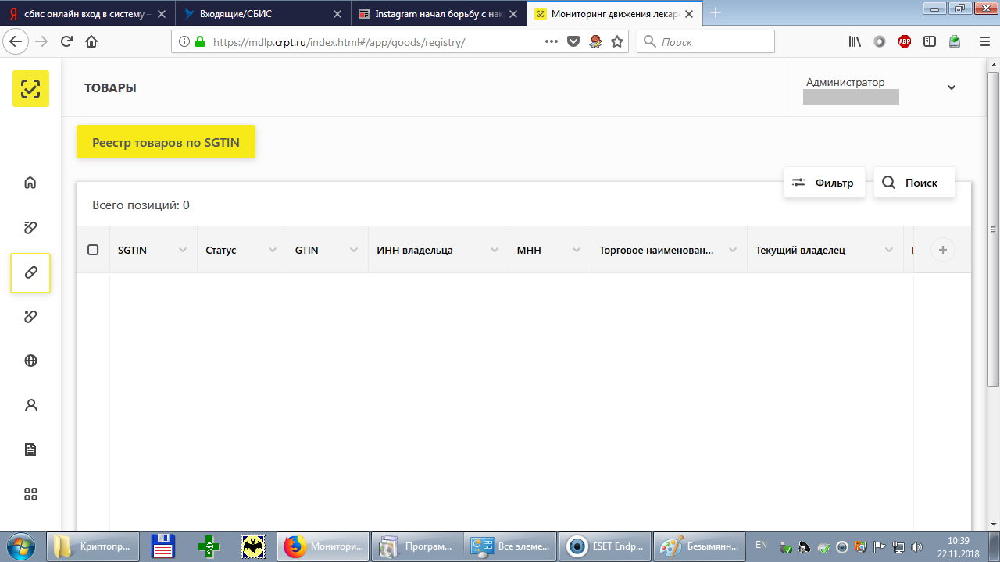 сбис онлайн вход в систему —
Входящие/СБИС
Instagram начал борьбу с нак
Мониторинг движения лекаре
https://mdlp.crpt.ru/index.html#/app/goods/registry/
Поиск
ABP
ТОВАРЫ
Администратор
Реестр товаров по SGTIN
Фильтр
Поиск
Всего позиций: 0
SGTIN
Статус
GTIN
ИНН владельца
МНН
Торговое наименован...
Текущий владелец
Криптопр...
Монитори...
Програм...
Все элеме...
ESET Endp...
Безымянн...
EN
10:39
22.11.2018